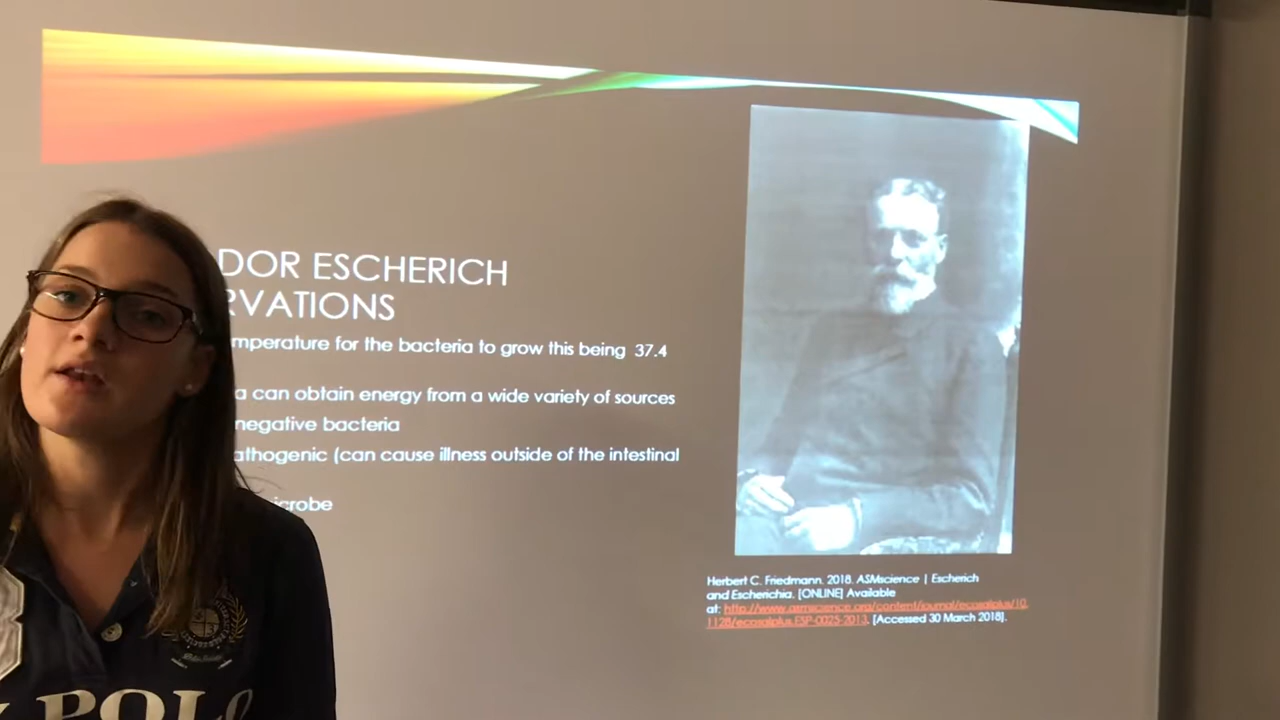 DOR ESCHERICH
RVATIONS
mperature for the bacteria to grow this being 37.4
a can obtain energy from a wide variety of sources
negative bacteria
athogenic (can cause illness outside of the intestinal
icrobe
Herbert C. Friedmann. 2018. ASMscience | Escherich
and Escherichia. [ONLINE] Available
at: http://www.asmscience.org/content/journal/ecosalplus/10.
1128/ecosalplus.ESP-0025-2013. [Accessed 30 March 2018].
POLO